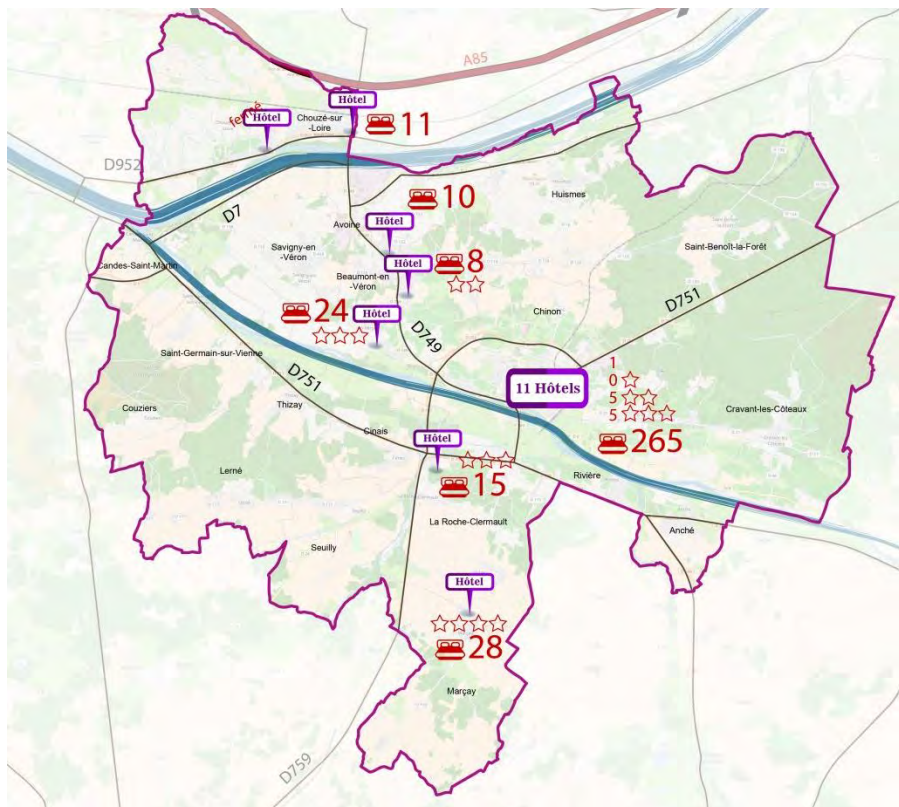 A85
fermé
Hôtel
Hôtel
Chouzé-sur
-Loire
11
D952
D7
10
Huismes
Avoine
Hôtel
Savigny-en
-Véron
Saint-Benoît-la-Forêt
Candes-Saint-Martin
Beaumont-en
-Véron
Hôtel
8
D751
24
Chinon
Hôtel
D749
Saint-Germain-sur-Vienne
D751
11 Hôtels
1
0
5
5
265
Couziers
Thizay
Cravant-les-Côteaux
Cinais
Hôtel
Lerné
15
Rivière
La Roche-Clermault
Anché
Seuilly
Hôtel
28
Marçay
D759